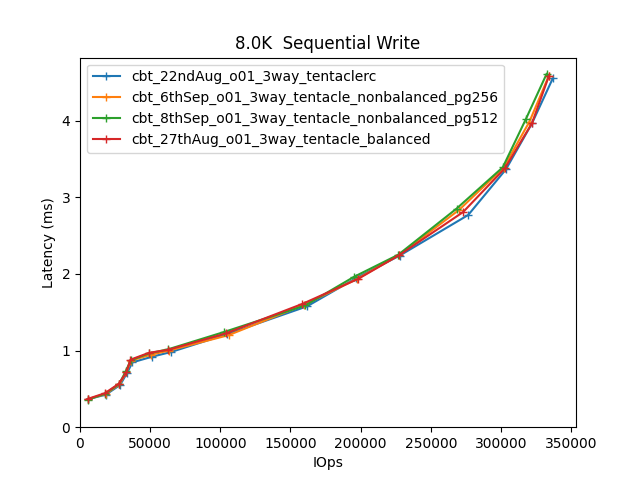 8.0K  Sequential Write
cbt_22ndAug_o01_3way_tentaclerc
cbt_6thSep_o01_3way_tentacle_nonbalanced_pg256
cbt_8thSep_o01_3way_tentacle_nonbalanced_pg512
cbt_27thAug_o01_3way_tentacle_balanced
Latency (ms)
4
3
2
1
0
0 50000 100000 150000 200000 250000 300000 350000
IOps